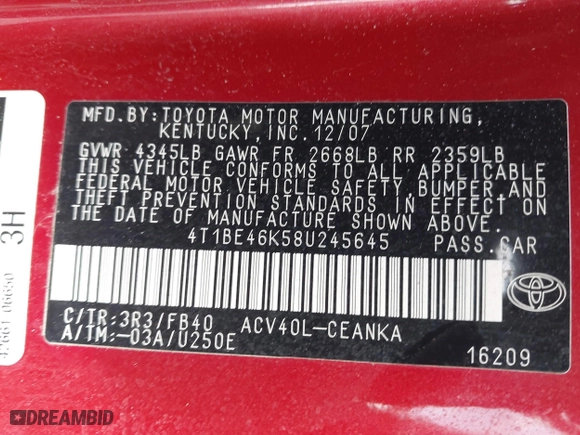 MFD.BY:TOYOTA MOTOR MANUFACTURING,
KENTUCKY,INC.12/07
GVWR 4345LB GAWR FR 2668LB RR 2359LB
THIS VEHICLE CONFORMS TO ALL APPLICABLE
FEDERAL MOTOR VEHICLE SAFETY, BUMPER, AND
THEFT PREVENTION STANDARDS IN EFFECT ON
THE DATE OF MANUFACTURE SHOWN ABOVE.
4T1BE46K58U245645 PASS.CAR
C/TR:3R3/FB40 ACV40L-CEANKA
A/TM:-03A/U250E
16209
3H
42661 06650
DREAMBID